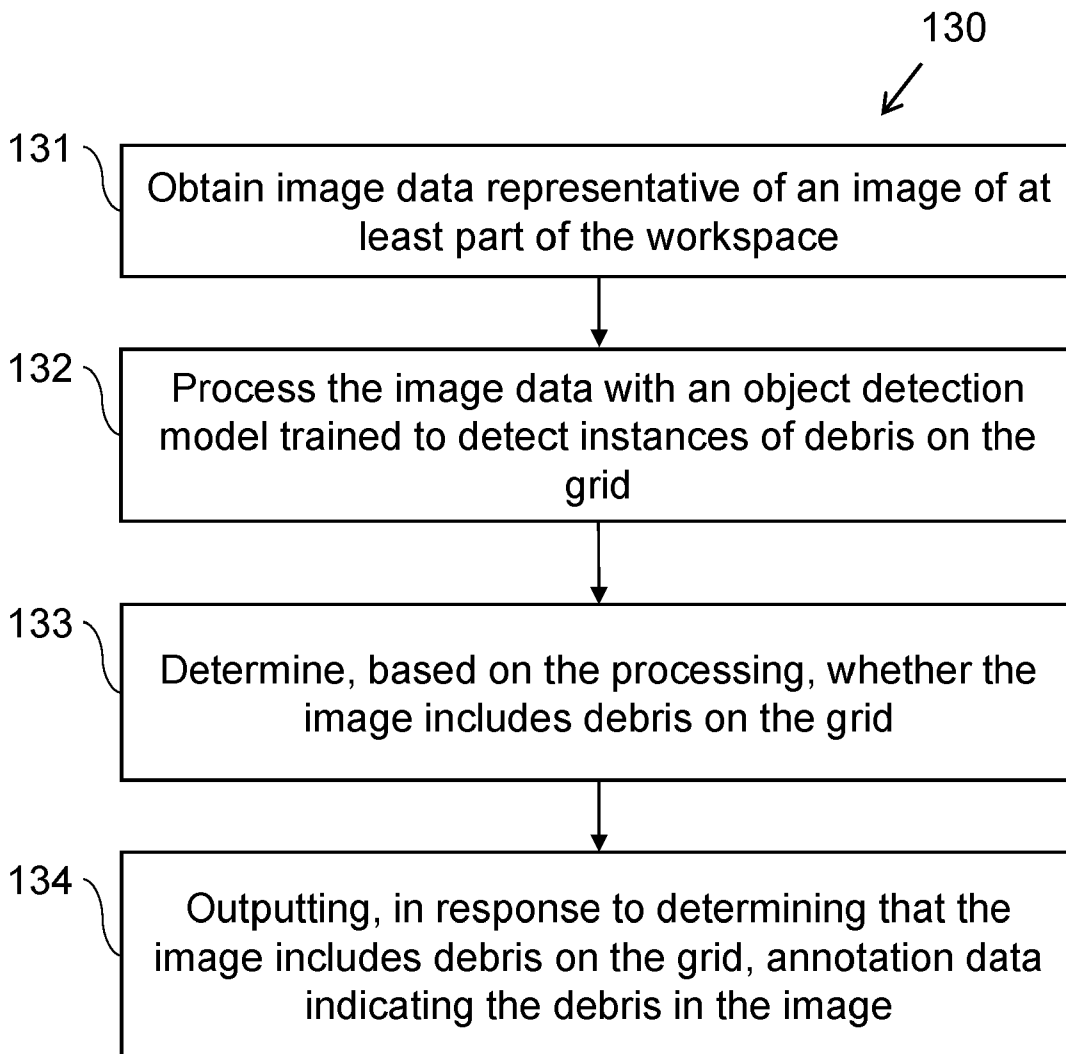 130
131
Obtain image data representative of an image of at
least part of the workspace
132
Process the image data with an object detection
model trained to detect instances of debris on the
grid
133
Determine, based on the processing, whether the
image includes debris on the grid
134
Outputting, in response to determining that the
image includes debris on the grid, annotation data
indicating the debris in the image